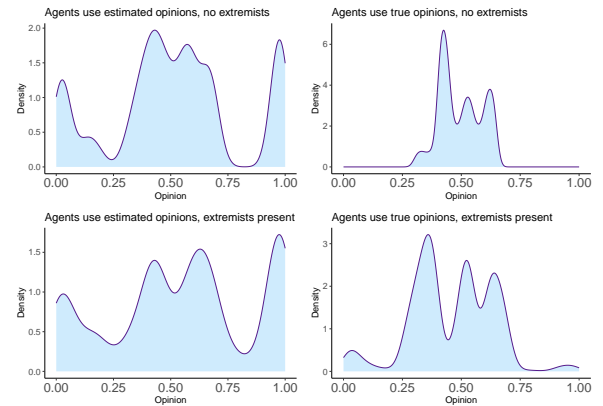 Agents use estimated opinions, no extremists
2.0
1.5
1.0
0.5
0.0
Density
0.00 0.25 0.50 0.75 1.00
Opinion
Agents use true opinions, no extremists
6
4
2
0
Density
0.00 0.25 0.50 0.75 1.00
Opinion
Agents use estimated opinions, extremists present
1.5
1.0
0.5
0.0
Density
0.00 0.25 0.50 0.75 1.00
Opinion
Agents use true opinions, extremists present
3
2
1
0
Density
0.00 0.25 0.50 0.75 1.00
Opinion